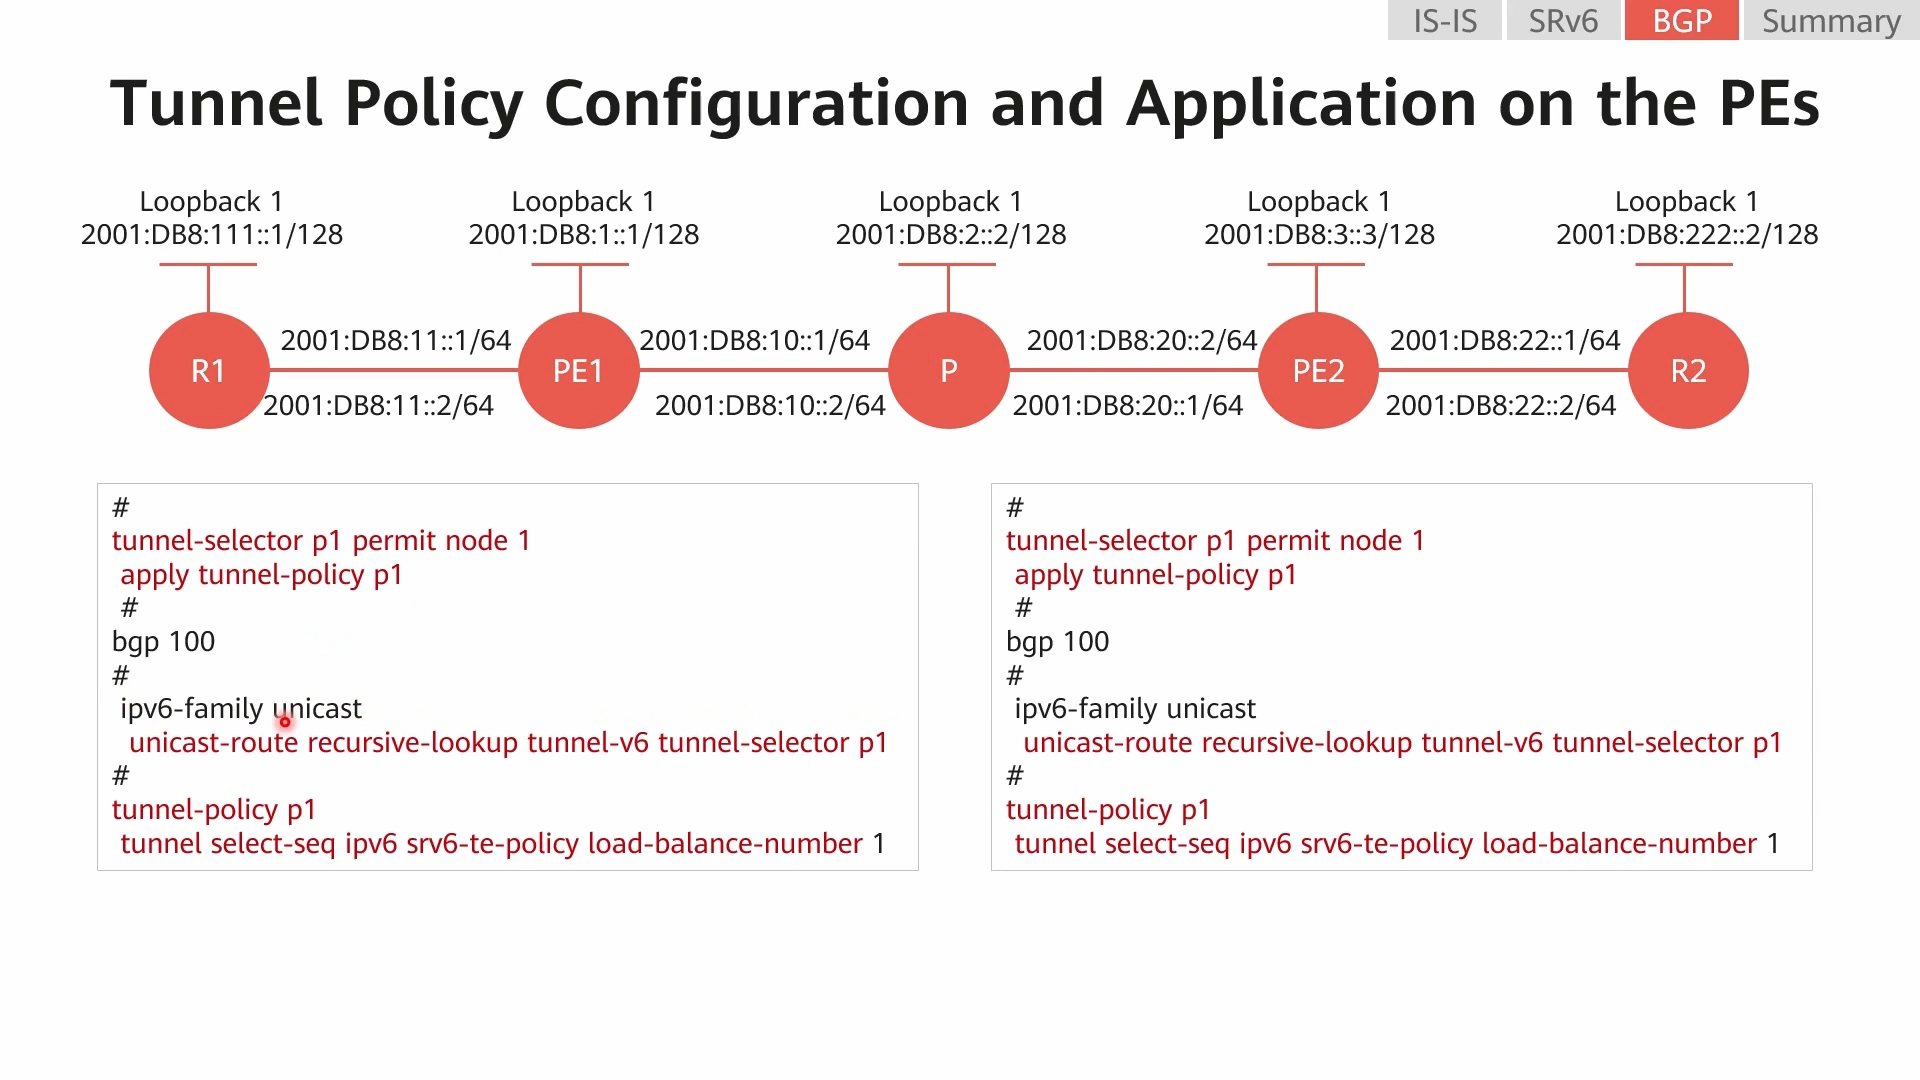 IS-IS SRv6 BGP Summary
Tunnel Policy Configuration and Application on the PEs
Loopback 1 Loopback 1 Loopback 1 Loopback 1 Loopback 1
2001:DB8:111::1/128 2001:DB8:1::1/128 2001:DB8:2::2/128 2001:DB8:3::3/128 2001:DB8:222::2/128
2001:DB8:11::1/64 2001:DB8:10::1/64 2001:DB8:20::2/64 2001:DB8:22::1/64
R1 PE1 P PE2 R2
2001:DB8:11::2/64 2001:DB8:10::2/64 2001:DB8:20::1/64 2001:DB8:22::2/64
#
tunnel-selector p1 permit node 1
apply tunnel-policy p1
#
bgp 100
#
ipv6-family unicast
unicast-route recursive-lookup tunnel-v6 tunnel-selector p1
#
tunnel-policy p1
tunnel select-seq ipv6 srv6-te-policy load-balance-number 1
#
tunnel-selector p1 permit node 1
apply tunnel-policy p1
#
bgp 100
#
ipv6-family unicast
unicast-route recursive-lookup tunnel-v6 tunnel-selector p1
#
tunnel-policy p1
tunnel select-seq ipv6 srv6-te-policy load-balance-number 1